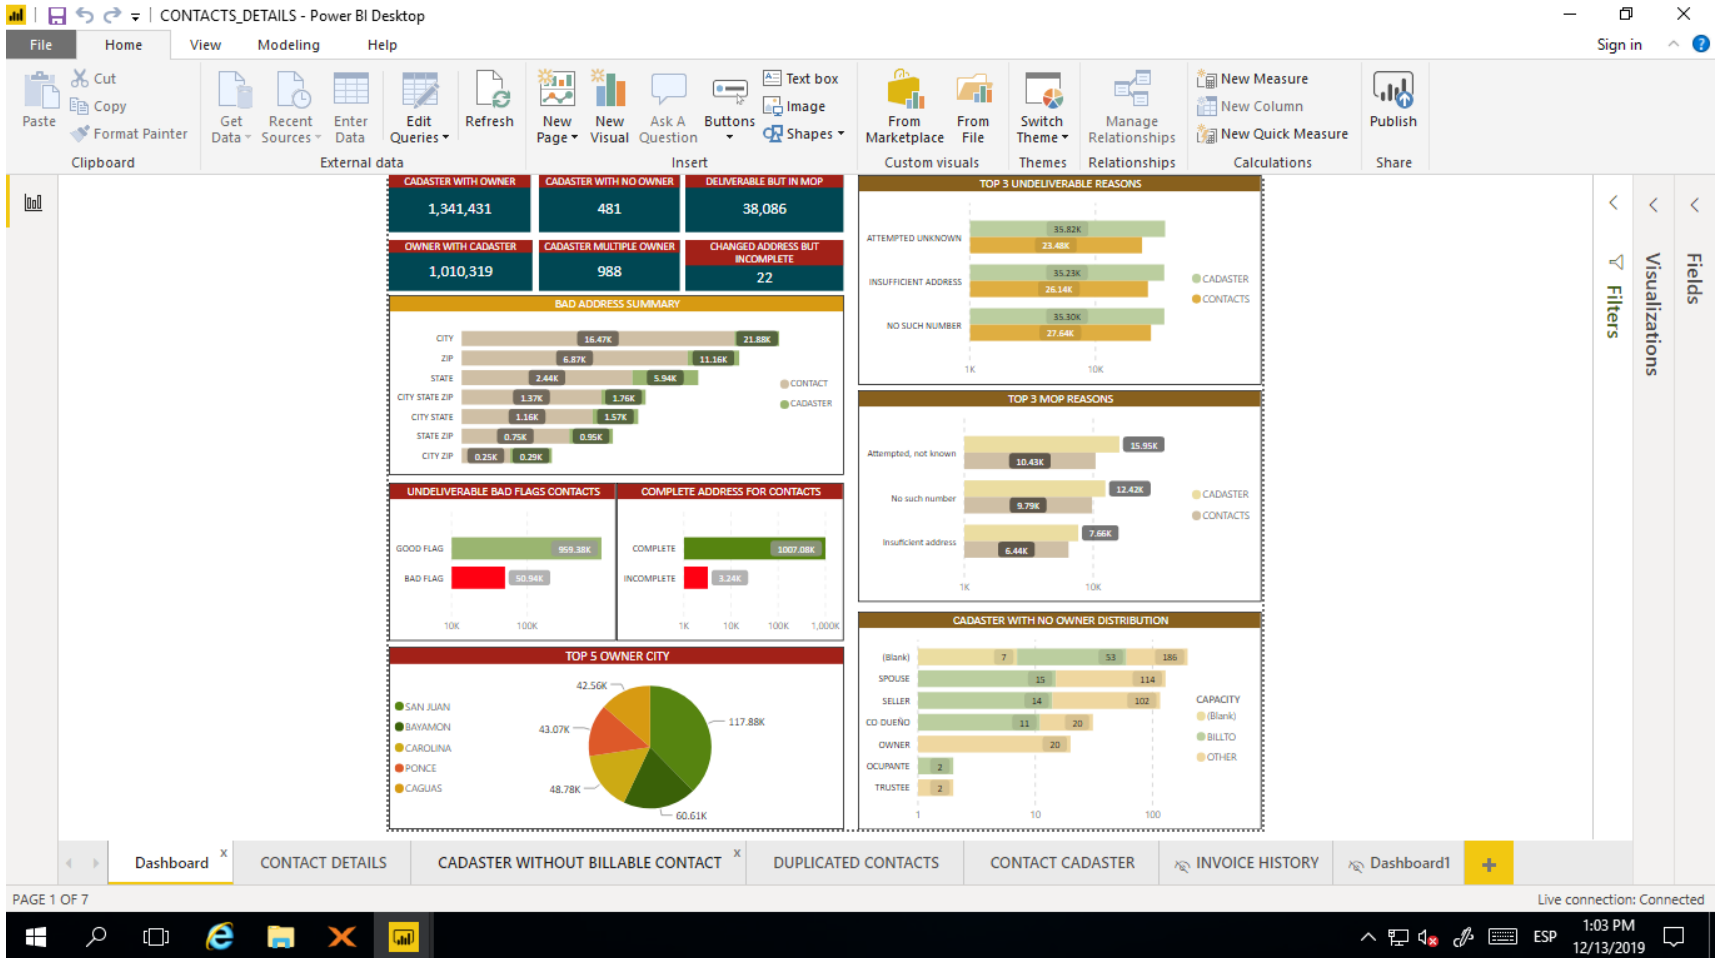 CONTACTS_DETAILS - Power BI Desktop
File Home View Modeling Help Sign in
Paste Cut Copy Format Painter Clipboard
Get Data Recent Sources Enter Data Edit Queries Refresh External data
New Page New Visual Ask A Question Buttons Text box Image Shapes Insert
From Marketplace From File Custom visuals
Switch Theme Themes
Manage Relationships Relationships
New Measure New Column New Quick Measure Calculations
Publish Share
CADASTER WITH OWNER
1,341,431
CADASTER WITH NO OWNER
481
DELIVERABLE BUT IN MOP
38,086
OWNER WITH CADASTER
1,010,319
CADASTER MULTIPLE OWNER
988
CHANGED ADDRESS BUT
INCOMPLETE
22
BAD ADDRESS SUMMARY
CITY 16.47K 21.88K
ZIP 6.87K 11.16K
STATE 2.44K 5.94K
CITY STATE ZIP 1.37K 1.76K
CITY STATE 1.16K 1.57K
STATE ZIP 0.75K 0.95K
CITY ZIP 0.25K 0.29K
CONTACT
CADASTER
UNDELIVERABLE BAD FLAGS CONTACTS
GOOD FLAG 959.38K
BAD FLAG 50.94K
10K 100K
COMPLETE ADDRESS FOR CONTACTS
COMPLETE 1007.08K
INCOMPLETE 3.24K
1K 10K 100K 1,000K
TOP 5 OWNER CITY
SAN JUAN
BAYAMON
CAROLINA
PONCE
CAGUAS
42.56K
43.07K
48.78K
60.61K
117.88K
TOP 3 UNDELIVERABLE REASONS
ATTEMPTED UNKNOWN 35.82K 23.48K
INSUFFICIENT ADDRESS 35.23K 26.14K
NO SUCH NUMBER 35.30K 27.64K
1K 10K
CADASTER
CONTACTS
TOP 3 MOP REASONS
Attempted, not known 15.95K 10.43K
No such number 12.42K 9.79K
Insuficient address 7.66K 6.44K
1K 10K
CADASTER
CONTACTS
CADASTER WITH NO OWNER DISTRIBUTION
(Blank) 7 53 186
SPOUSE 15 114
SELLER 14 102
CO DUEÑO 11 20
OWNER 20
OCUPANTE 2
TRUSTEE 2
1 10 100
CAPACITY
(Blank)
BILLTO
OTHER
Filters
Visualizations
Fields
Dashboard x CONTACT DETAILS CADASTER WITHOUT BILLABLE CONTACT x DUPLICATED CONTACTS CONTACT CADASTER INVOICE HISTORY Dashboard1 +
PAGE 1 OF 7 Live connection: Connected
ESP
1:03 PM
12/13/2019